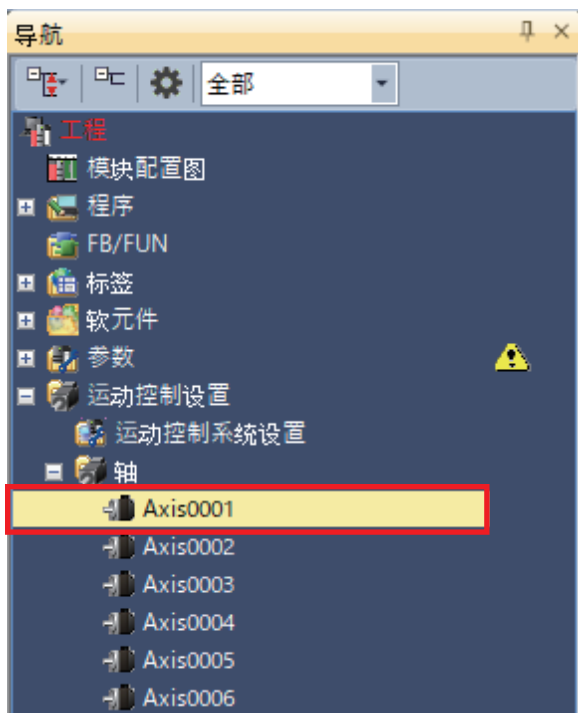 导航
全部
工程
模块配置图
程序
FB/FUN
标签
软元件
参数
运动控制设置
运动控制系统设置
轴
Axis0001
Axis0002
Axis0003
Axis0004
Axis0005
Axis0006